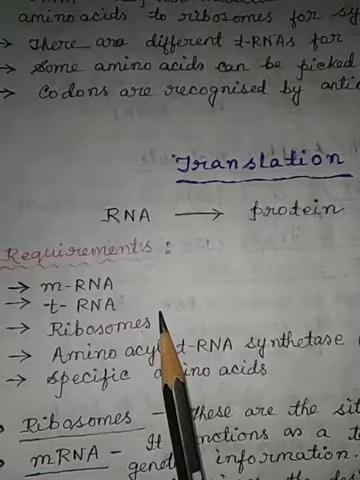 amino acids to ribosomes for sy
→ There are different t-RNAs for
→ Some amino acids can be picked
→ Codons are recognised by antic
Translation
RNA → protein
Requirements :
→ m-RNA
→ t-RNA
→ Ribosomes
→ Amino acyl t-RNA synthetase (
→ specific amino acids
Ribosomes - These are the sit
mRNA - It functions as a t
genetic information.